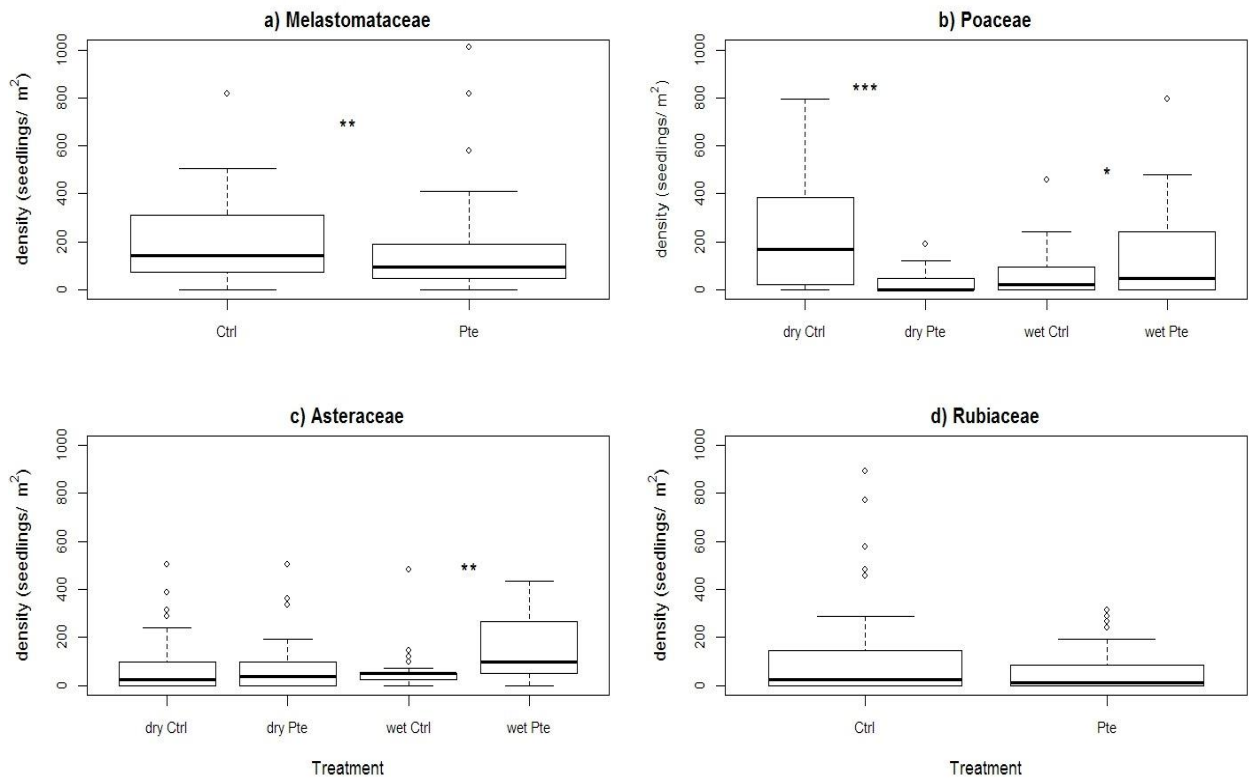 a) Melastomataceae
density (seedlings/ m²)
0 200 400 600 800 1000
**
Ctrl Pte
b) Poaceae
density (seedlings/ m²)
0 200 400 600 800 1000
***
*
dry Ctrl dry Pte wet Ctrl wet Pte
c) Asteraceae
density (seedlings/ m²)
0 200 400 600 800 1000
**
dry Ctrl dry Pte wet Ctrl wet Pte
Treatment
d) Rubiaceae
density (seedlings/ m²)
0 200 400 600 800 1000
Ctrl Pte
Treatment